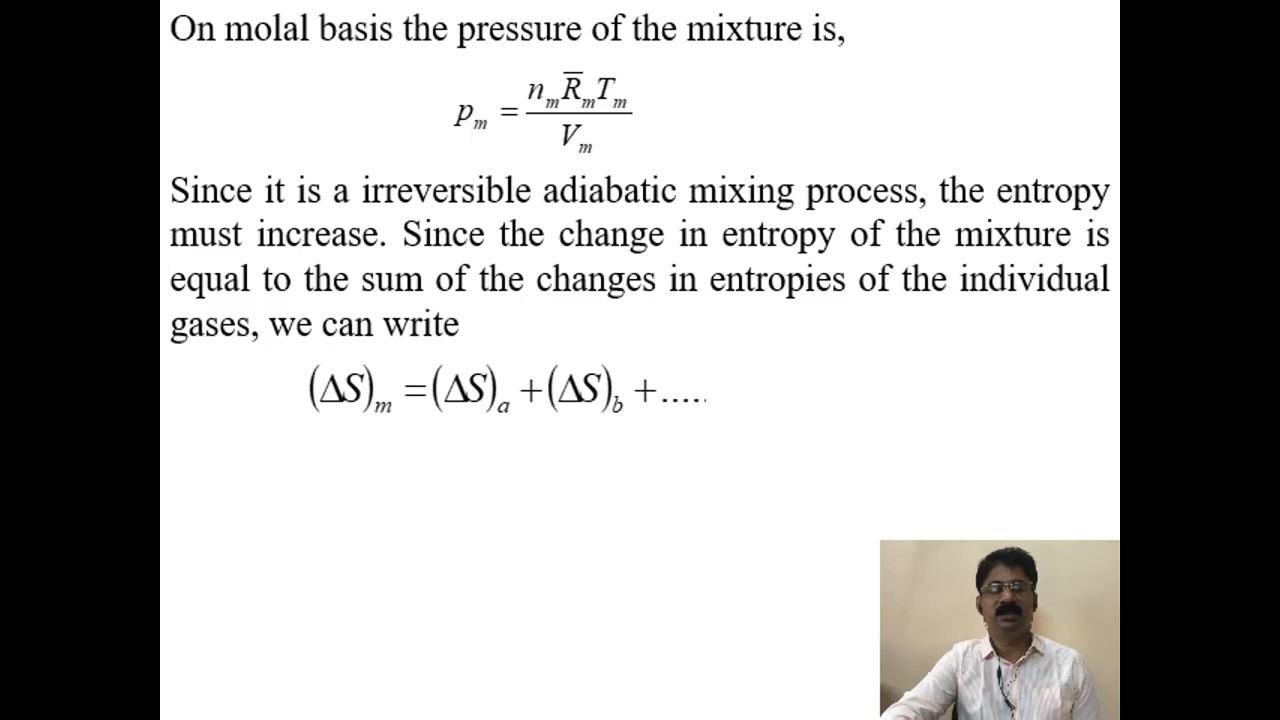 On molal basis the pressure of the mixture is,
p_m = \frac{n_m \overline{R}_m T_m}{V_m}
Since it is a irreversible adiabatic mixing process, the entropy
must increase. Since the change in entropy of the mixture is
equal to the sum of the changes in entropies of the individual
gases, we can write
(ΔS)_m = (ΔS)_a + (ΔS)_b + .....